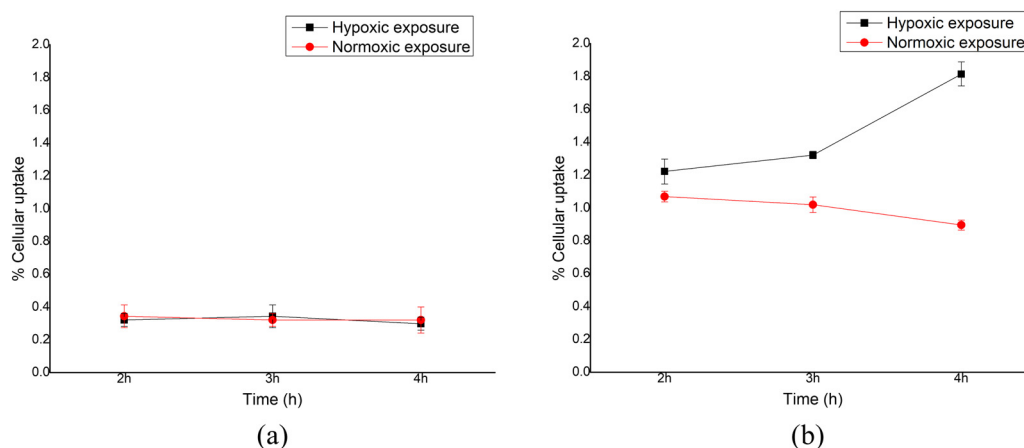 Hypoxic exposure
Normoxic exposure
2.0
1.8
1.6
1.4
1.2
1.0
0.8
0.6
0.4
0.2
0.0
% Cellular uptake
2h
3h
4h
Time (h)
(a)
Hypoxic exposure
Normoxic exposure
2.0
1.8
1.6
1.4
1.2
1.0
0.8
0.6
0.4
0.2
0.0
% Cellular uptake
2h
3h
4h
Time (h)
(b)